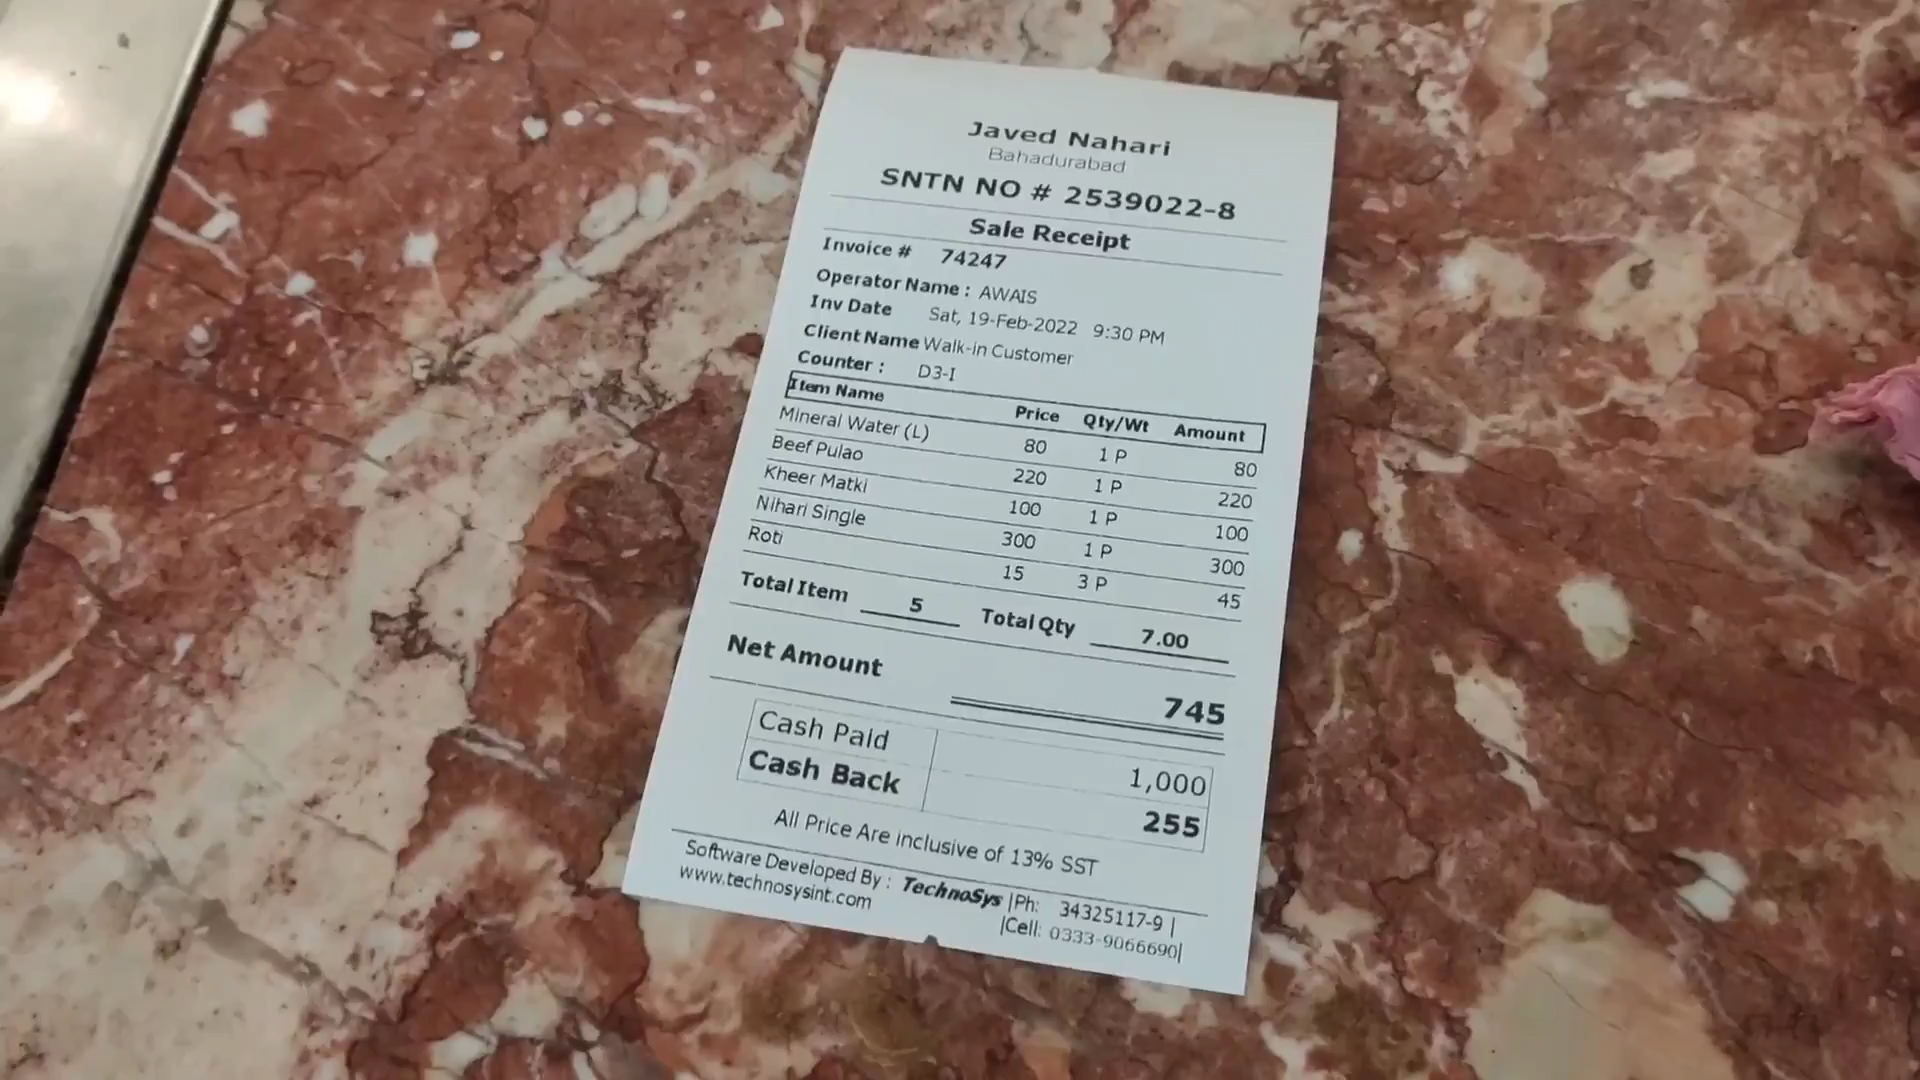 Javed Nahari
Bahadurabad
SNTN NO # 2539022-8
Sale Receipt
Invoice # 74247
Operator Name : AWAIS
Inv Date Sat, 19-Feb-2022 9:30 PM
Client Name Walk-in Customer
Counter : D3-I
Item Name Price Qty/Wt Amount
Mineral Water (L) 80 1 P 80
Beef Pulao 220 1 P 220
Kheer Matki 100 1 P 100
Nihari Single 300 1 P 300
Roti 15 3 P 45
Total Item 5 Total Qty 7.00
Net Amount 745
Cash Paid 1,000
Cash Back 255
All Price Are inclusive of 13% SST
Software Developed By : TechnoSys |Ph: 34325117-9 |
www.technosysint.com |Cell: 0333-9066690|